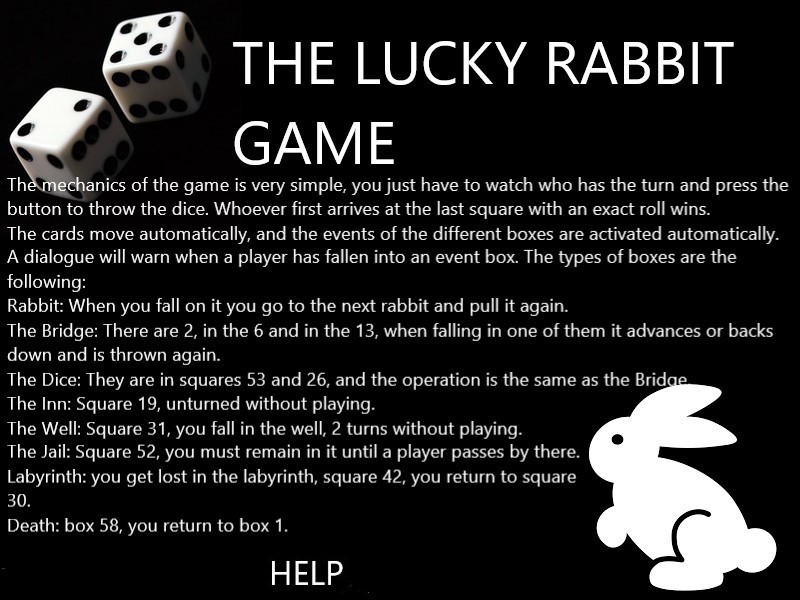 THE LUCKY RABBIT
GAME
The mechanics of the game is very simple, you just have to watch who has the turn and press the
button to throw the dice. Whoever first arrives at the last square with an exact roll wins.
The cards move automatically, and the events of the different boxes are activated automatically.
A dialogue will warn when a player has fallen into an event box. The types of boxes are the
following:
Rabbit: When you fall on it you go to the next rabbit and pull it again.
The Bridge: There are 2, in the 6 and in the 13, when falling in one of them it advances or backs
down and is thrown again.
The Dice: They are in squares 53 and 26, and the operation is the same as the Bridge.
The Inn: Square 19, unturned without playing.
The Well: Square 31, you fall in the well, 2 turns without playing.
The Jail: Square 52, you must remain in it until a player passes by there.
Labyrinth: you get lost in the labyrinth, square 42, you return to square
30.
Death: box 58, you return to box 1.
HELP